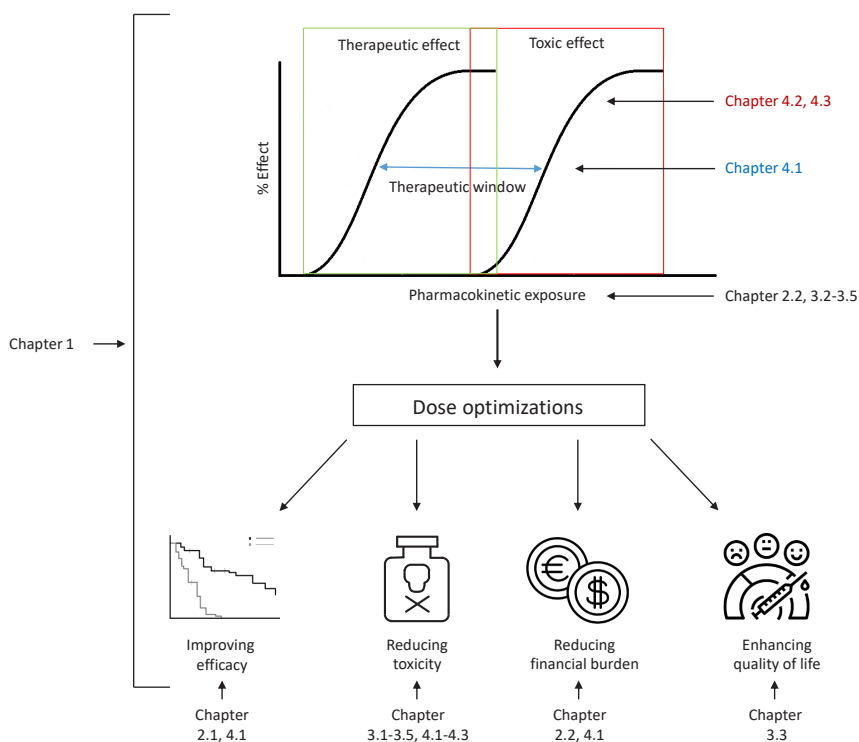 Therapeutic effect
Toxic effect
Chapter 4.2, 4.3
% Effect
Chapter 4.1
Therapeutic window
Pharmacokinetic exposure
Chapter 2.2, 3.2-3.5
Chapter 1
Dose optimizations
€
$
Improving
efficacy
Reducing
toxicity
Reducing
financial burden
Enhancing
quality of life
Chapter
2.1, 4.1
Chapter
3.1-3.5, 4.1-4.3
Chapter
2.2, 4.1
Chapter
3.3